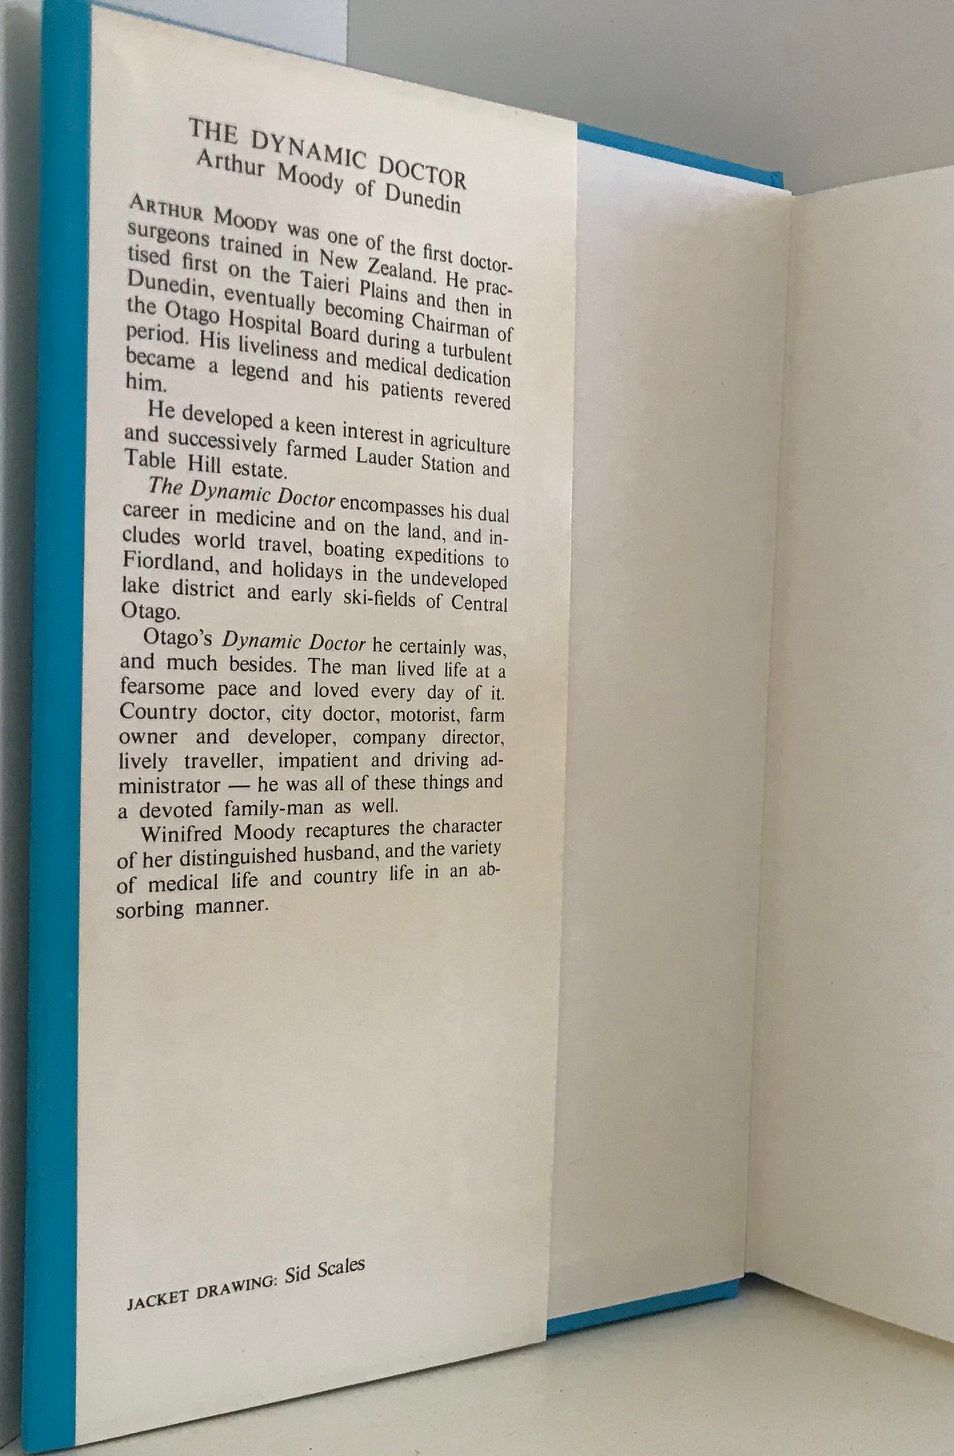 THE DYNAMIC DOCTOR
Arthur Moody of Dunedin
ARTHUR MOODY was one of the first doctor-
surgeons trained in New Zealand. He prac-
tised first on the Taieri Plains and then in
Dunedin, eventually becoming Chairman of
the Otago Hospital Board during a turbulent
period. His liveliness and medical dedication
became a legend and his patients revered
him.
He developed a keen interest in agriculture
and successively farmed Lauder Station and
Table Hill estate.
The Dynamic Doctor encompasses his dual
career in medicine and on the land, and in-
cludes world travel, boating expeditions to
Fiordland, and holidays in the undeveloped
lake district and early ski-fields of Central
Otago.
Otago's Dynamic Doctor he certainly was,
and much besides. The man lived life at a
fearsome pace and loved every day of it.
Country doctor, city doctor, motorist, farm
owner and developer, company director,
lively traveller, impatient and driving ad-
ministrator — he was all of these things and
a devoted family-man as well.
Winifred Moody recaptures the character
of her distinguished husband, and the variety
of medical life and country life in an ab-
sorbing manner.
JACKET DRAWING: Sid Scales